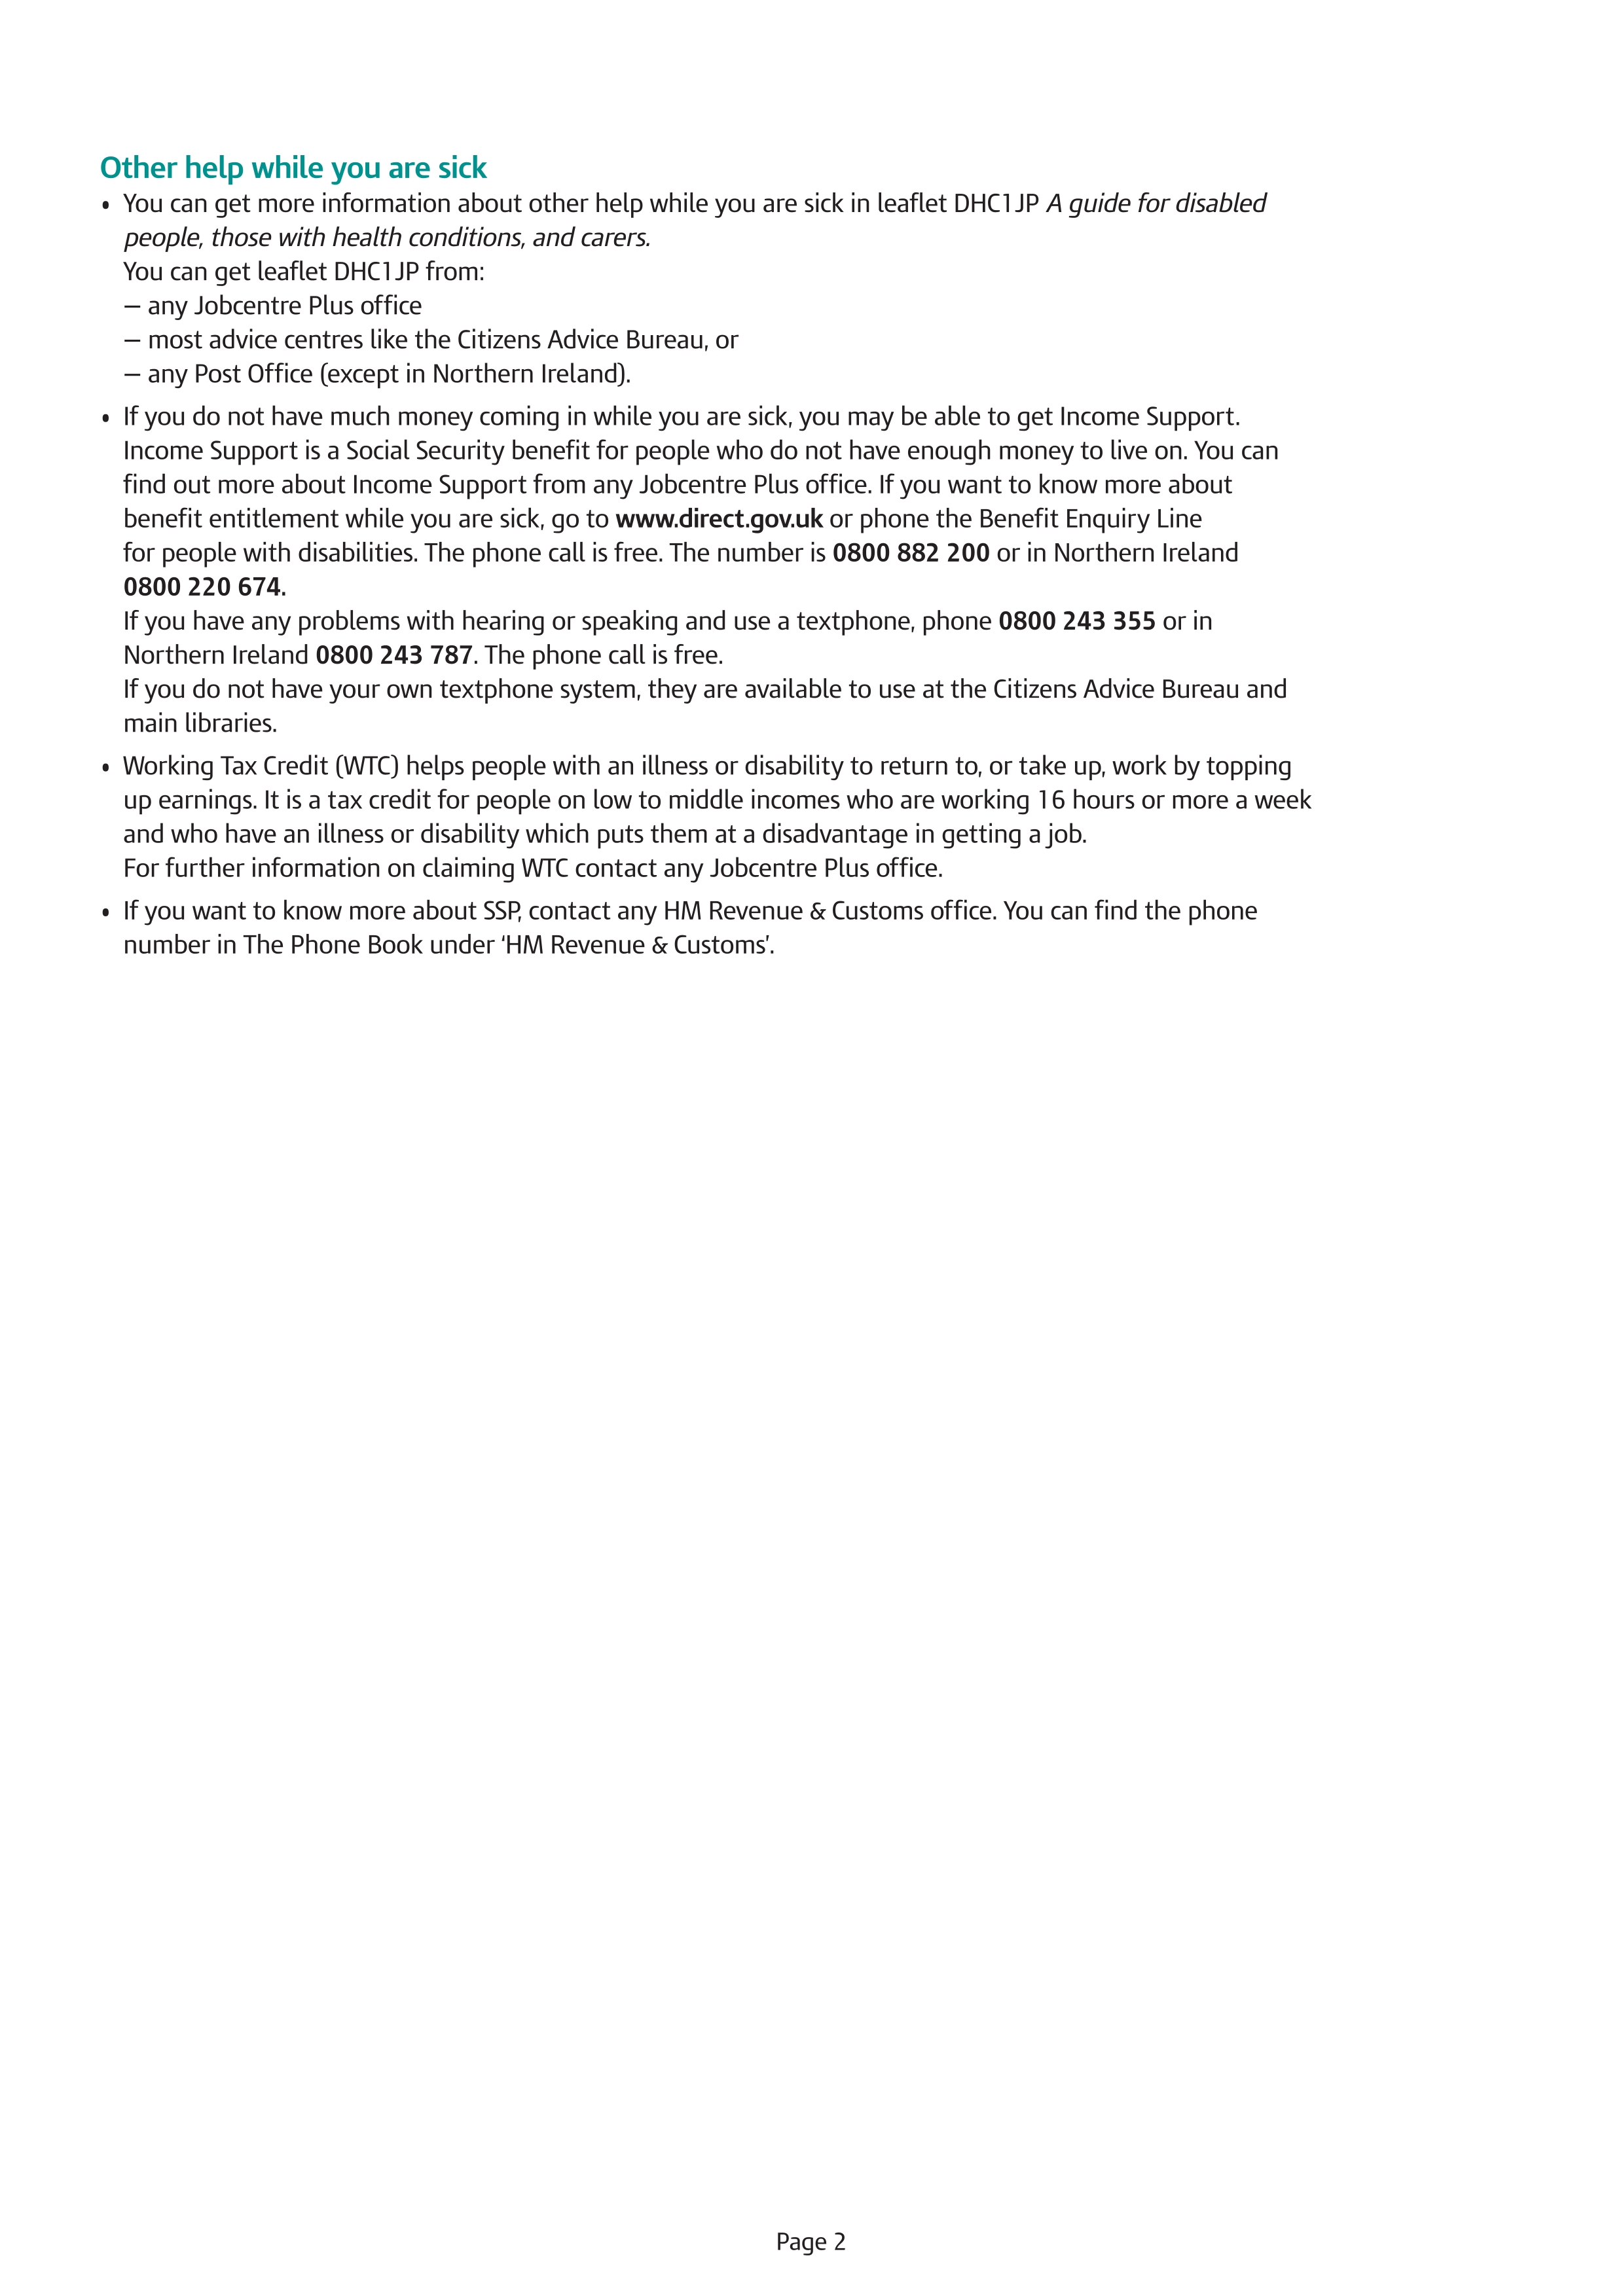 Other help while you are sick
• You can get more information about other help while you are sick in leaflet DHC1JP A guide for disabled
people, those with health conditions, and carers.
You can get leaflet DHC1JP from:
– any Jobcentre Plus office
– most advice centres like the Citizens Advice Bureau, or
– any Post Office (except in Northern Ireland).
• If you do not have much money coming in while you are sick, you may be able to get Income Support.
Income Support is a Social Security benefit for people who do not have enough money to live on. You can
find out more about Income Support from any Jobcentre Plus office. If you want to know more about
benefit entitlement while you are sick, go to www.direct.gov.uk or phone the Benefit Enquiry Line
for people with disabilities. The phone call is free. The number is 0800 882 200 or in Northern Ireland
0800 220 674.
If you have any problems with hearing or speaking and use a textphone, phone 0800 243 355 or in
Northern Ireland 0800 243 787. The phone call is free.
If you do not have your own textphone system, they are available to use at the Citizens Advice Bureau and
main libraries.
• Working Tax Credit (WTC) helps people with an illness or disability to return to, or take up, work by topping
up earnings. It is a tax credit for people on low to middle incomes who are working 16 hours or more a week
and who have an illness or disability which puts them at a disadvantage in getting a job.
For further information on claiming WTC contact any Jobcentre Plus office.
• If you want to know more about SSP, contact any HM Revenue & Customs office. You can find the phone
number in The Phone Book under ‘HM Revenue & Customs’.
Page 2